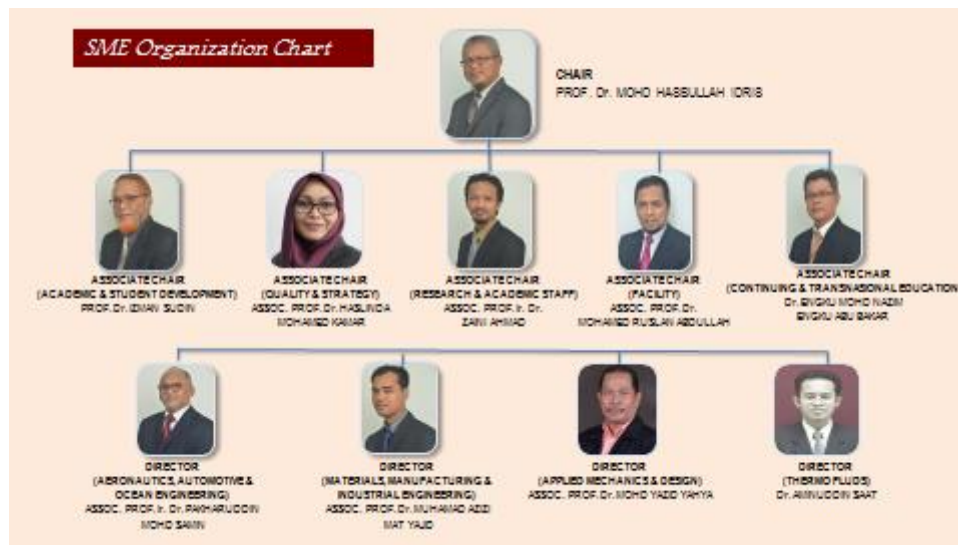 SME Organization Chart
CHAIR
PROF. Dr. MOHD HASBULLAH IDRIS
ASSOCIATE CHAIR
(ACADEMIC & STUDENT DEVELOPMENT)
PROF. Dr. IZMAN SUDIN
ASSOCIATE CHAIR
(QUALITY & STRATEGY)
ASSOC. PROF. Dr. HASLINDA
MOHAMED KAMAR
ASSOCIATE CHAIR
(RESEARCH & ACADEMIC STAFF)
ASSOC. PROF. Ir. Dr.
ZAINI AHMAD
ASSOCIATE CHAIR
(FACILITY)
ASSOC. PROF. Dr.
MOHAMED RUSLAN ABDULLAH
ASSOCIATE CHAIR
(CONTINUING & TRANSNASIONAL EDUCATION
Dr. ENGKU MOHD NAZIM
ENGKU ABU BAKAR
DIRECTOR
(AERONAUTICS, AUTOMOTIVE &
OCEAN ENGINEERING)
ASSOC. PROF. Ir. Dr. PAKHARUDDIN
MOHD SAMIN
DIRECTOR
(MATERIALS, MANUFACTURING &
INDUSTRIAL ENGINEERING)
ASSOC. PROF. Dr. MUHAMAD AZIZI
MAT YAJID
DIRECTOR
(APPLIED MECHANICS & DESIGN)
ASSOC. PROF. Dr. MOHD YAZID YAHYA
DIRECTOR
(THERMO FLUIDS)
Dr. AMINUDDIN SAAT